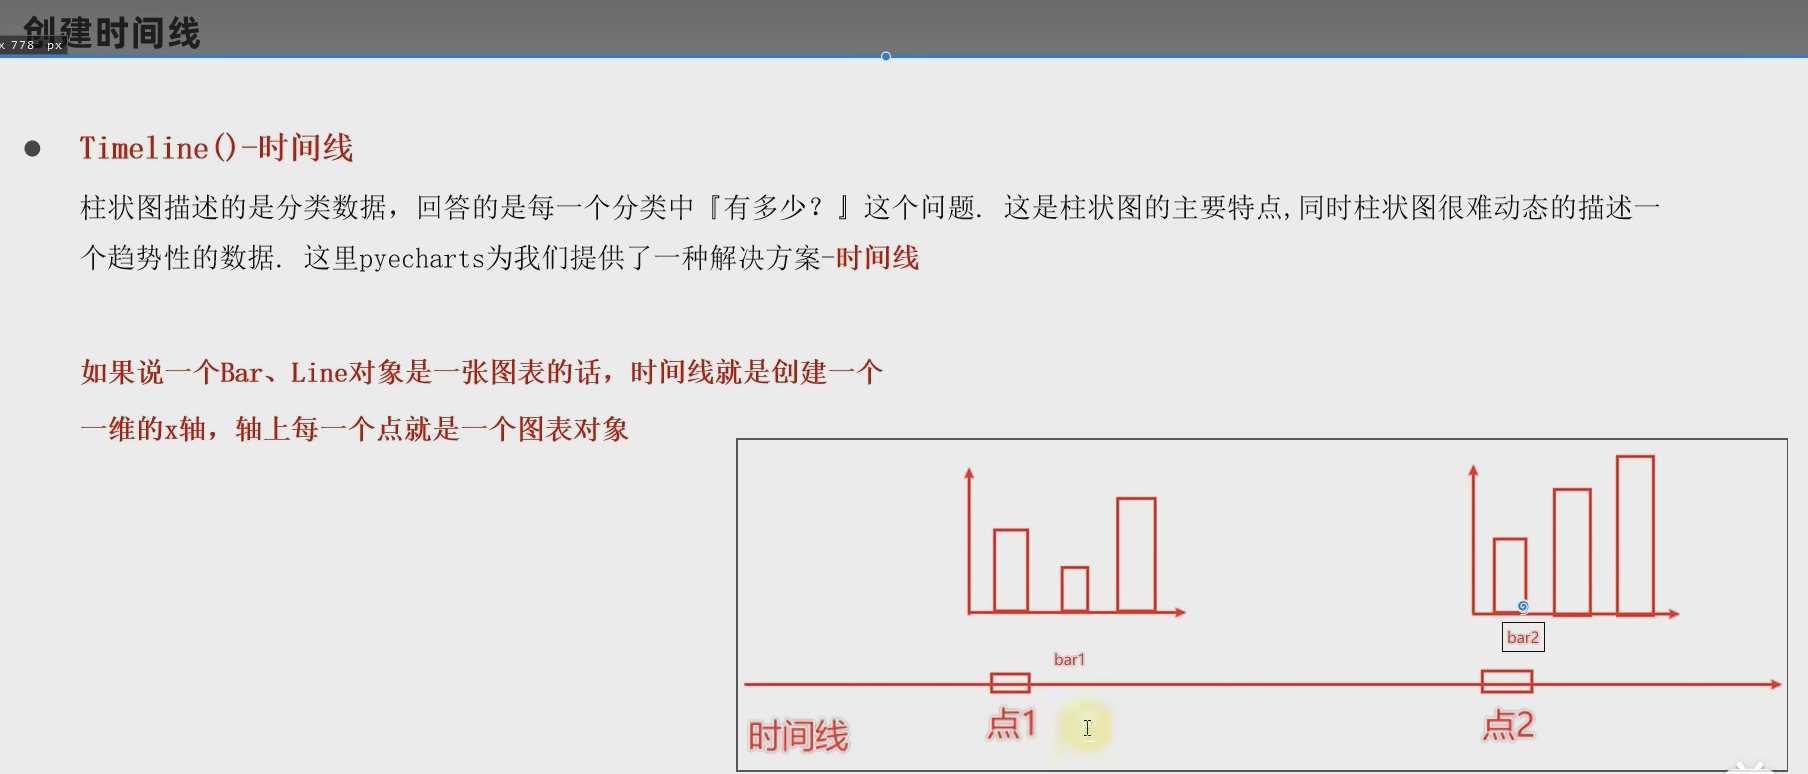 创建时间线
x 778 px
Timeline()-时间线
柱状图描述的是分类数据，回答的是每一个分类中『有多少？』这个问题. 这是柱状图的主要特点,同时柱状图很难动态的描述一
个趋势性的数据. 这里pyecharts为我们提供了一种解决方案-时间线
如果说一个Bar、Line对象是一张图表的话，时间线就是创建一个
一维的x轴，轴上每一个点就是一个图表对象
bar1
bar2
时间线
点1
点2